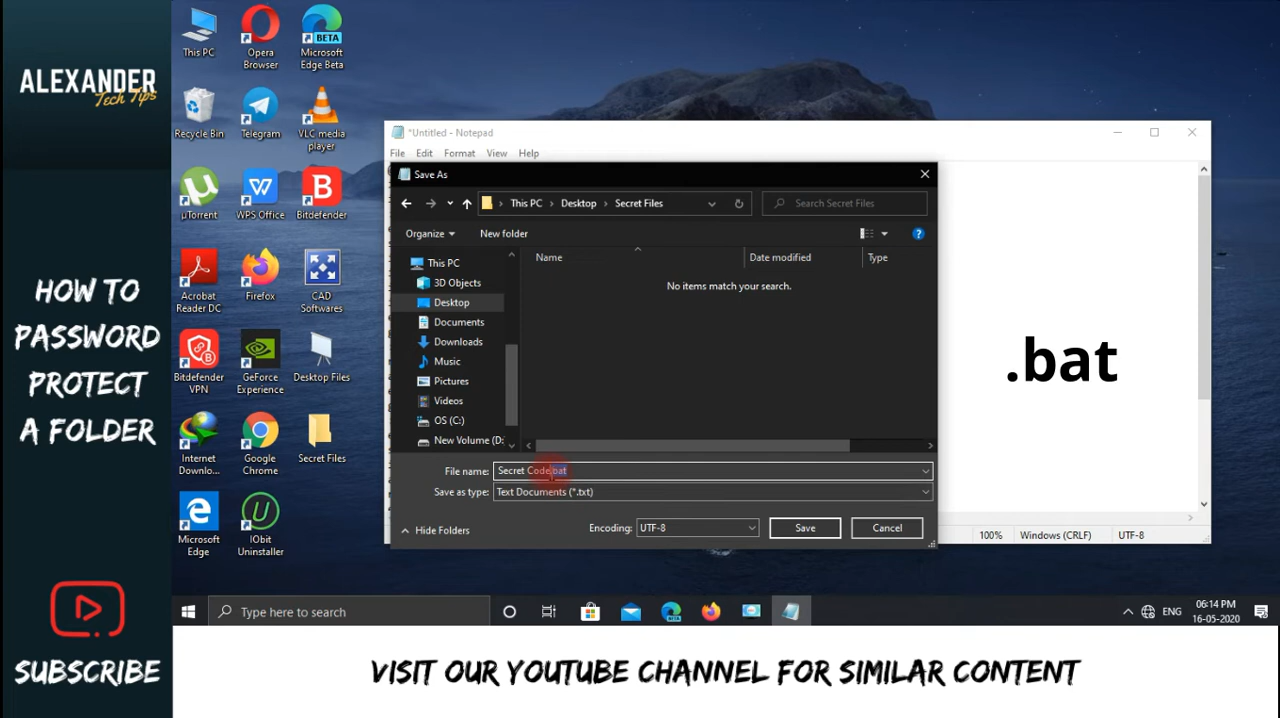 ALEXANDER
Tech Tips
HOW TO
PASSWORD
PROTECT
A FOLDER
SUBSCRIBE
This PC
Opera
Browser
BETA
Microsoft
Edge Beta
Recycle Bin
Telegram
VLC media
player
µTorrent
WPS Office
Bitdefender
Acrobat
Reader DC
Firefox
CAD
Softwares
Bitdefender
VPN
GeForce
Experience
Desktop Files
Internet
Downlo...
Google
Chrome
Secret Files
Microsoft
Edge
IObit
Uninstaller
*Untitled - Notepad
File Edit Format View Help
Save As
This PC > Desktop > Secret Files
Search Secret Files
Organize
New folder
This PC
3D Objects
Desktop
Documents
Downloads
Music
Pictures
Videos
OS (C:)
New Volume (D:
Name
Date modified
Type
No items match your search.
File name: Secret Code.bat
Save as type: Text Documents (*.txt)
Hide Folders
Encoding: UTF-8
Save
Cancel
.bat
100% Windows (CRLF) UTF-8
Type here to search
ENG
06:14 PM
16-05-2020
VISIT OUR YOUTUBE CHANNEL FOR SIMILAR CONTENT